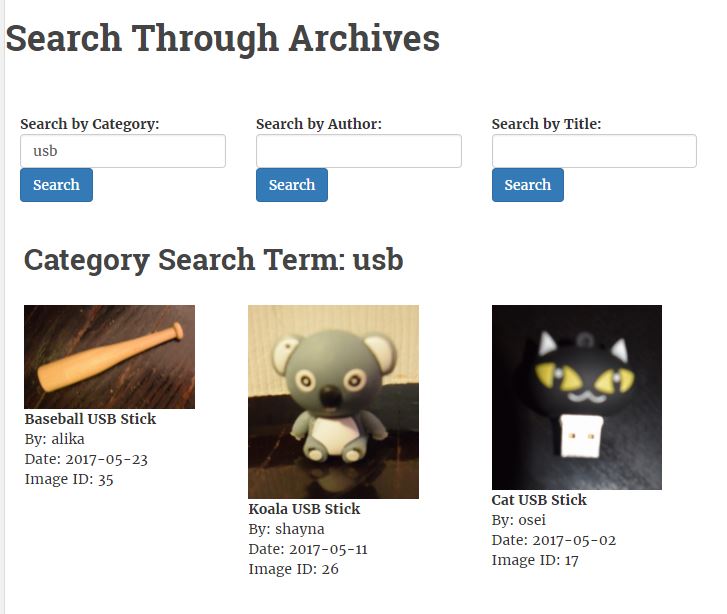 Search Through Archives
Search by Category:
Search by Author:
Search by Title:
usb
Search
Search
Search
Category Search Term: usb
Baseball USB Stick
By: alika
Date: 2017-05-23
Image ID: 35
Koala USB Stick
By: shayna
Date: 2017-05-11
Image ID: 26
Cat USB Stick
By: osei
Date: 2017-05-02
Image ID: 17